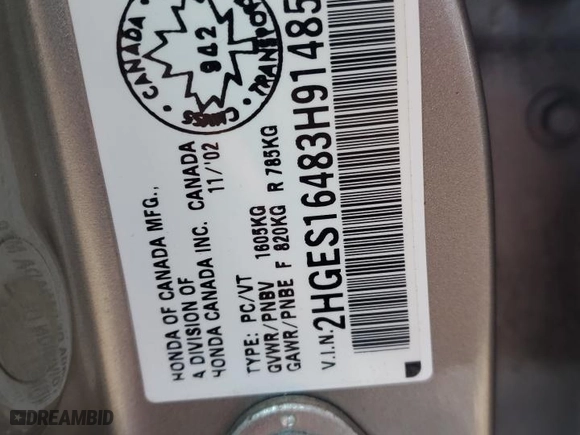 CANADA
942
TRANSPORT
HONDA OF CANADA MFG.,
A DIVISION OF
HONDA CANADA INC. CANADA
11/'02
TYPE: PC/VT
GVWR/PNBV 1605KG
GAWR/PNBE F 820KG R 785KG
V.I.N: 2HGES16483H91485
DREAMBID